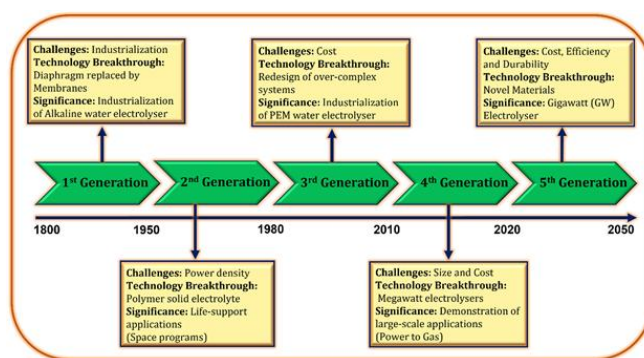 Challenges: Industrialization
Technology Breakthrough:
Diaphragm replaced by
Membranes
Significance: Industrialization
of Alkaline water electrolyser
Challenges: Cost
Technology Breakthrough:
Redesign of over-complex
systems
Significance: Industrialization
of PEM water electrolyser
Challenges: Cost, Efficiency
and Durability
Technology Breakthrough:
Novel Materials
Significance: Gigawatt (GW)
Electrolyser
1st Generation
2nd Generation
3rd Generation
4th Generation
5th Generation
1800
1950
1980
2010
2020
2050
Challenges: Power density
Technology Breakthrough:
Polymer solid electrolyte
Significance: Life-support
applications
(Space programs)
Challenges: Size and Cost
Technology Breakthrough:
Megawatt electrolysers
Significance: Demonstration of
large-scale applications
(Power to Gas)